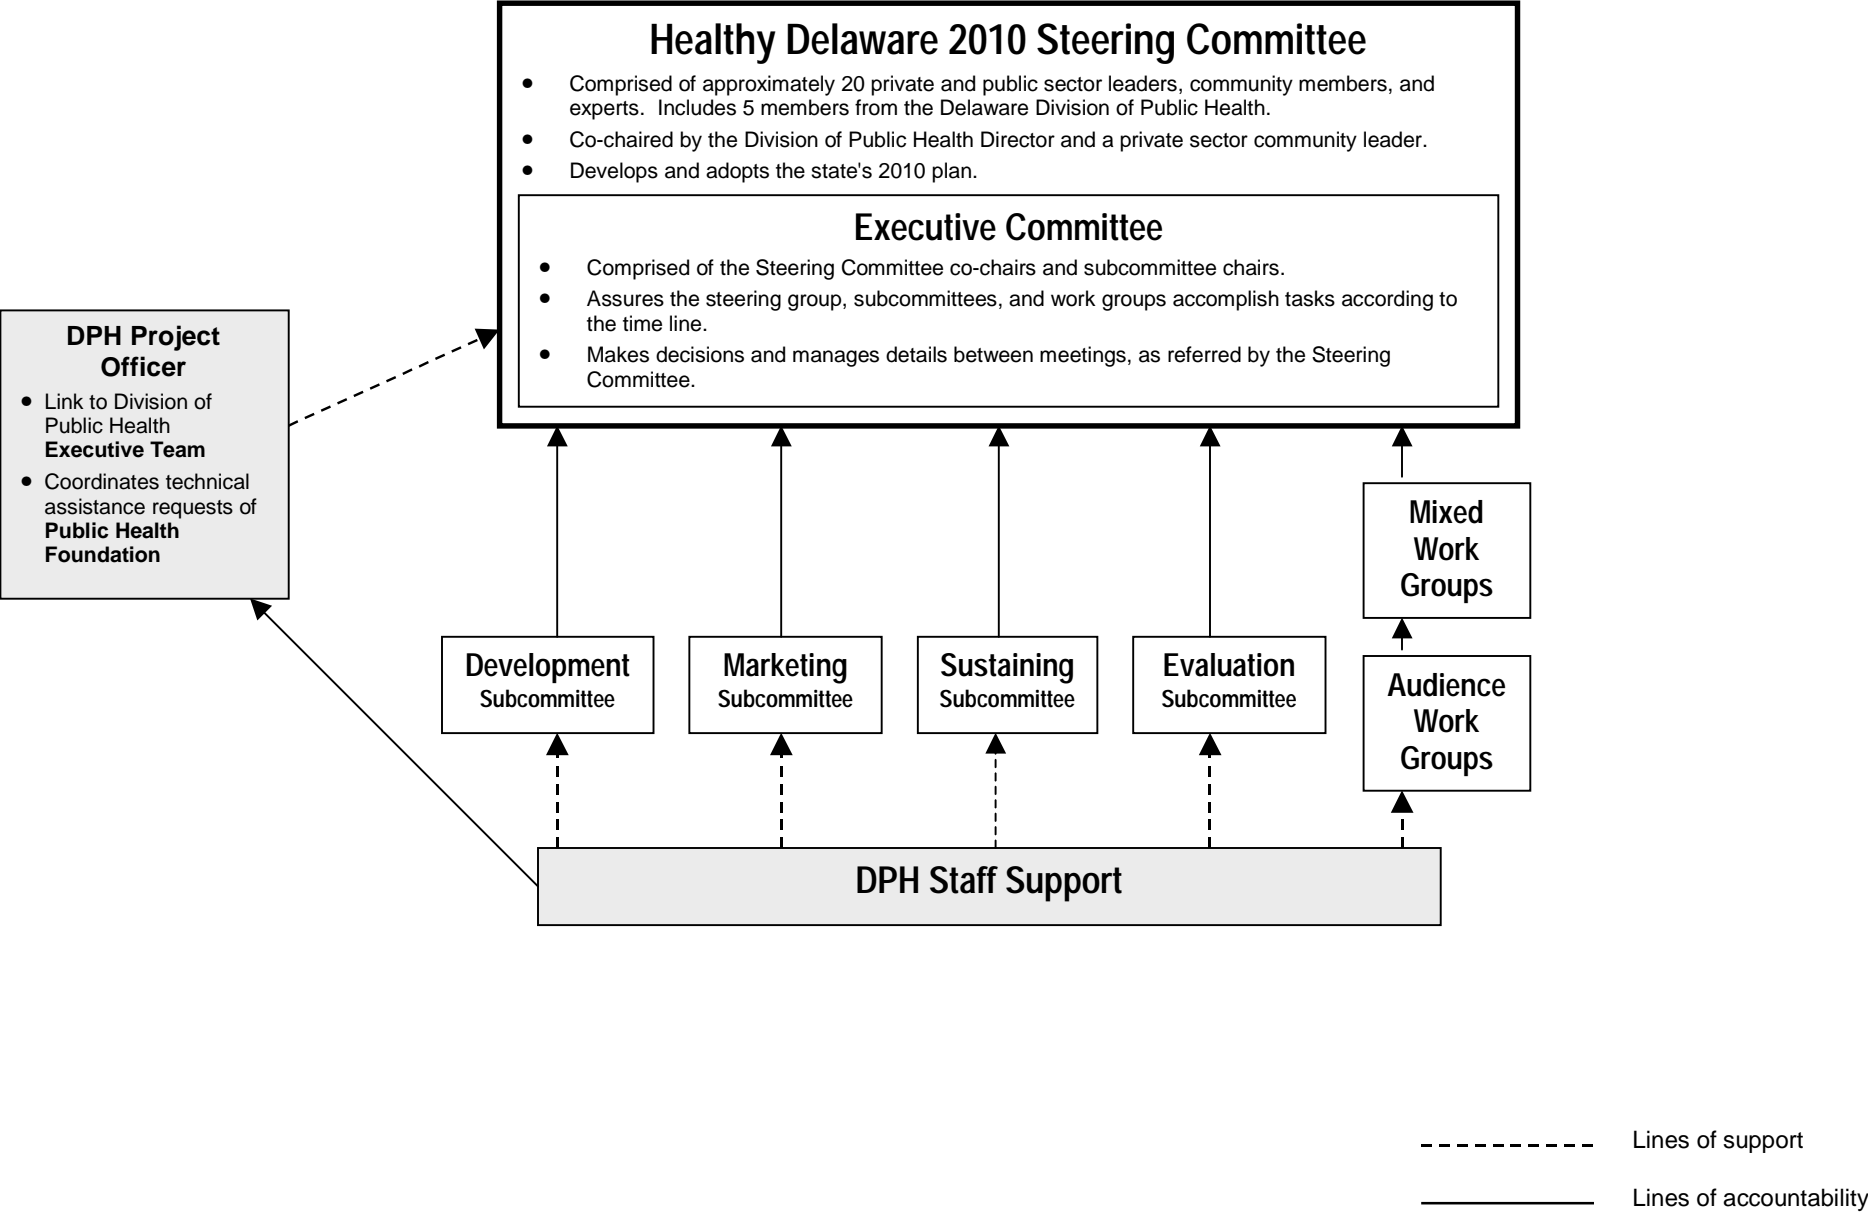 Healthy Delaware 2010 Steering Committee
• Comprised of approximately 20 private and public sector leaders, community members, and
experts.  Includes 5 members from the Delaware Division of Public Health.
• Co-chaired by the Division of Public Health Director and a private sector community leader.
• Develops and adopts the state's 2010 plan.
Executive Committee
• Comprised of the Steering Committee co-chairs and subcommittee chairs.
• Assures the steering group, subcommittees, and work groups accomplish tasks according to
the time line.
• Makes decisions and manages details between meetings, as referred by the Steering
Committee.
DPH Project
Officer
• Link to Division of
Public Health
Executive Team
• Coordinates technical
assistance requests of
Public Health
Foundation
Mixed
Work
Groups
Development
Subcommittee
Marketing
Subcommittee
Sustaining
Subcommittee
Evaluation
Subcommittee
Audience
Work
Groups
DPH Staff Support
Lines of support
Lines of accountability